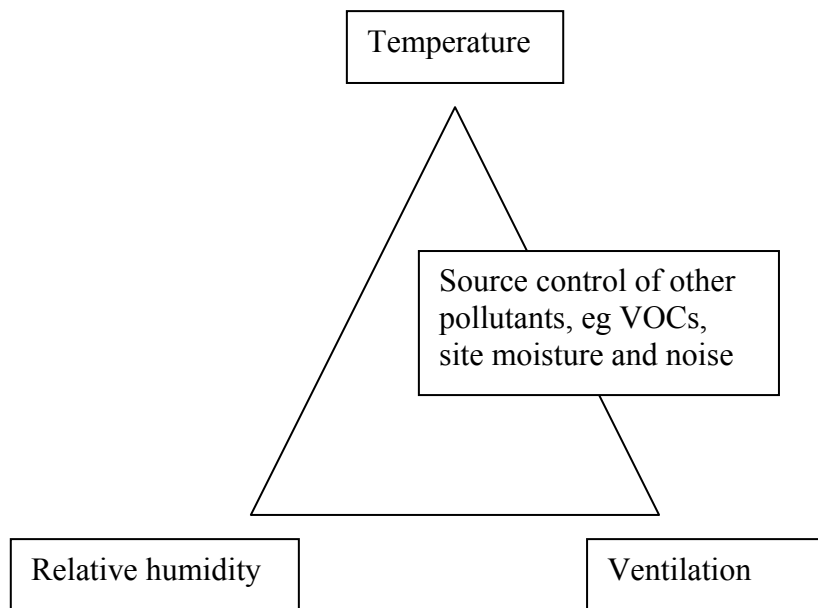 Temperature
Source control of other
pollutants, eg VOCs,
site moisture and noise
Relative humidity
Ventilation